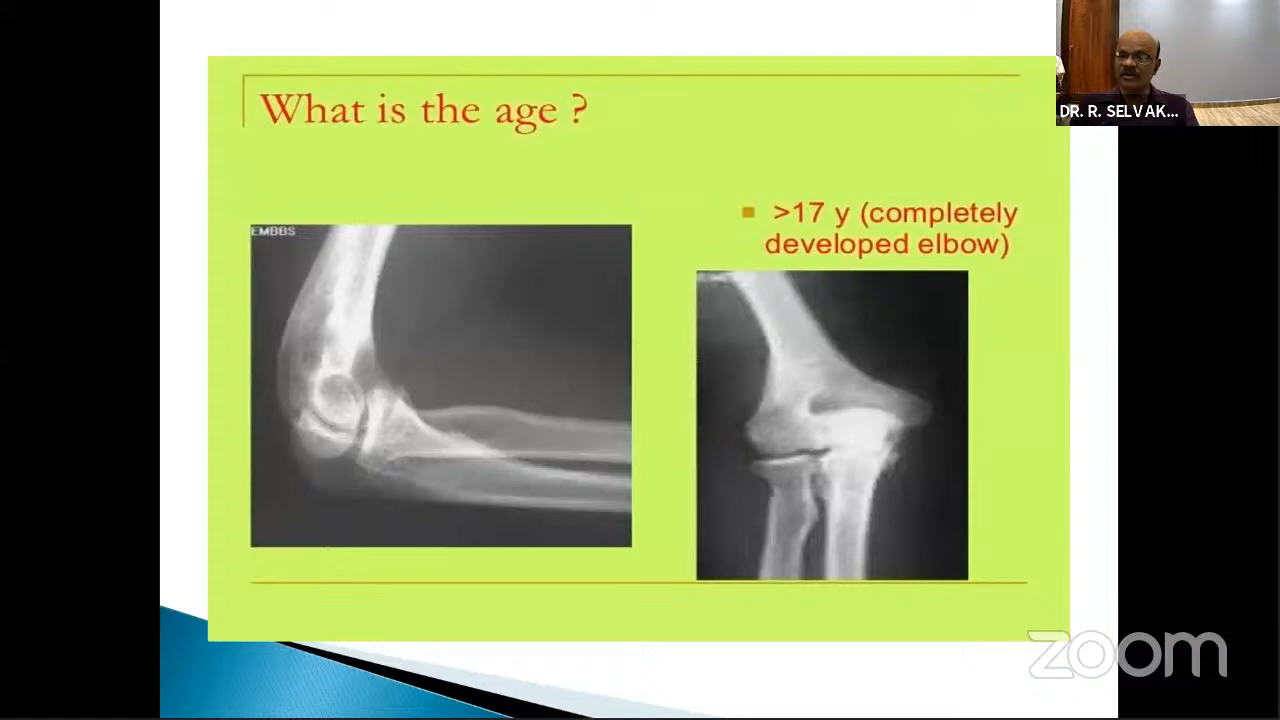 DR. R. SELVAK...
What is the age ?
>17 y (completely
developed elbow)
EMBBS
zoom